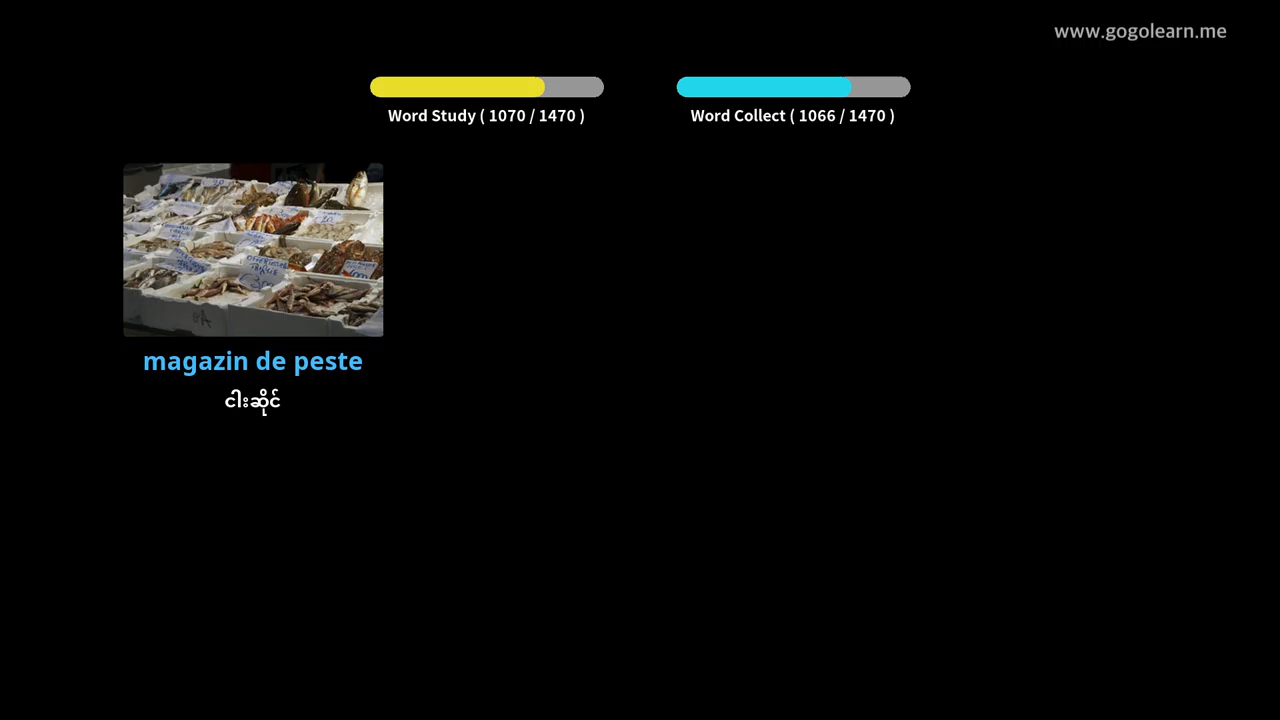 www.gogolearn.me
Word Study ( 1070 / 1470 )
Word Collect ( 1066 / 1470 )
magazin de peste
ငါးဆိုင်